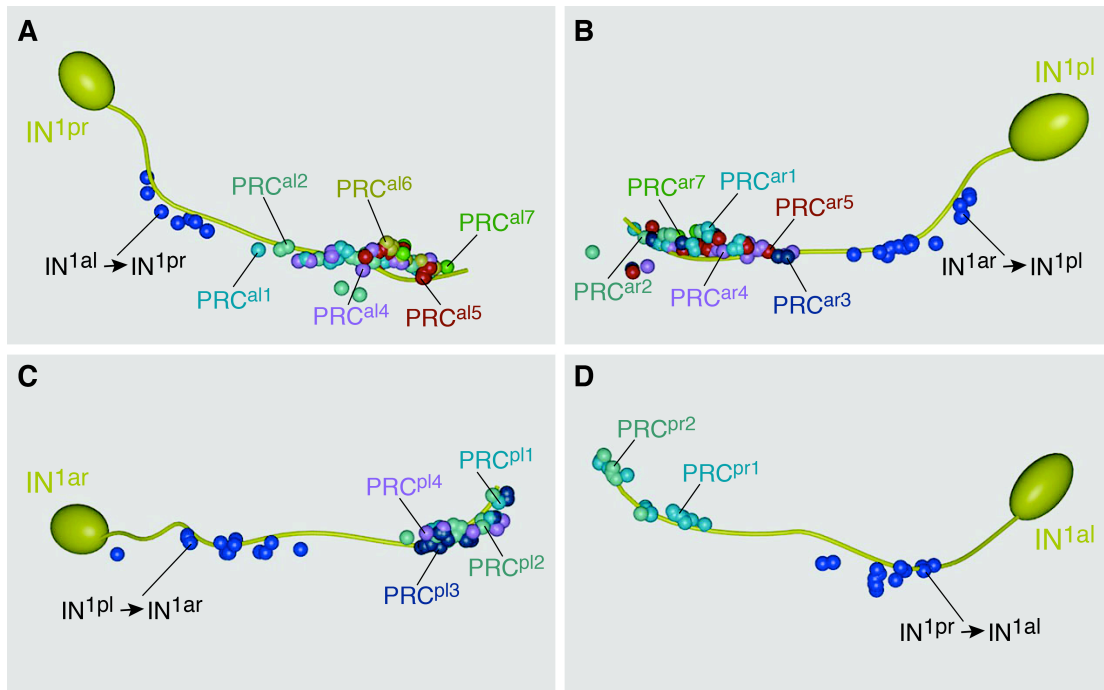 A
IN1pr
PRCal2
PRCal6
PRCal7
IN1al → IN1pr
PRCal1
PRCal4
PRCal5
B
IN1pl
PRCar7
PRCar1
PRCar5
IN1ar → IN1pl
PRCar2
PRCar4
PRCar3
C
IN1ar
PRCpl1
PRCpl4
PRCpl2
PRCpl3
IN1pl → IN1ar
D
PRCpr2
PRCpr1
IN1al
IN1pr → IN1al